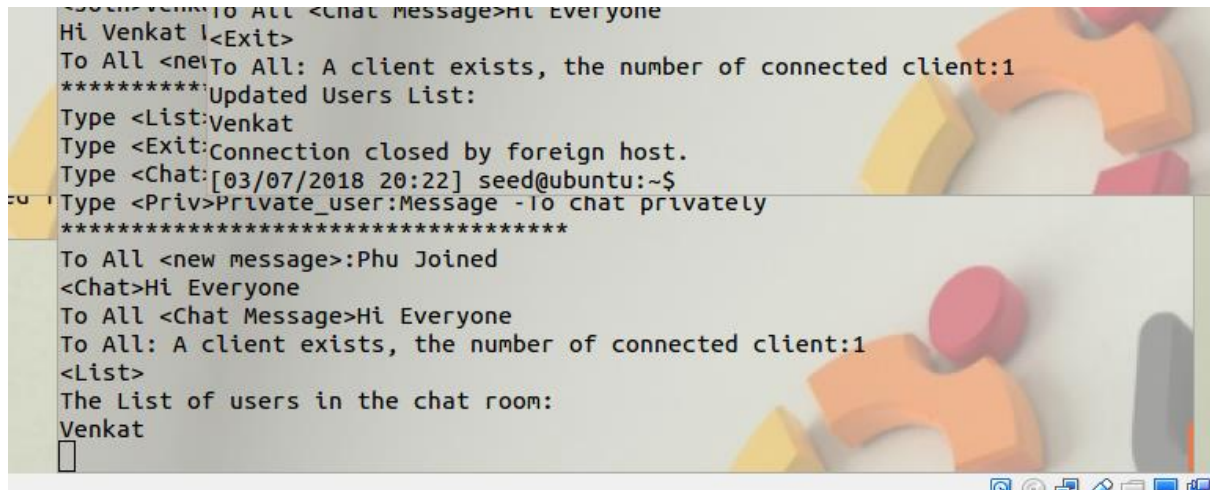 To All <Chat Message>Hi Everyone
<Exit>
To All: A client exists, the number of connected client:1
Updated Users List:
Venkat
Connection closed by foreign host.
[03/07/2018 20:22] seed@ubuntu:~$
Hi Venkat
To All <new
**********
Type <List>
Type <Exit>
Type <Chat>
Type <Priv>Private_user:Message -To chat privately
************************************
To All <new message>:Phu Joined
<Chat>Hi Everyone
To All <Chat Message>Hi Everyone
To All: A client exists, the number of connected client:1
<List>
The List of users in the chat room:
Venkat